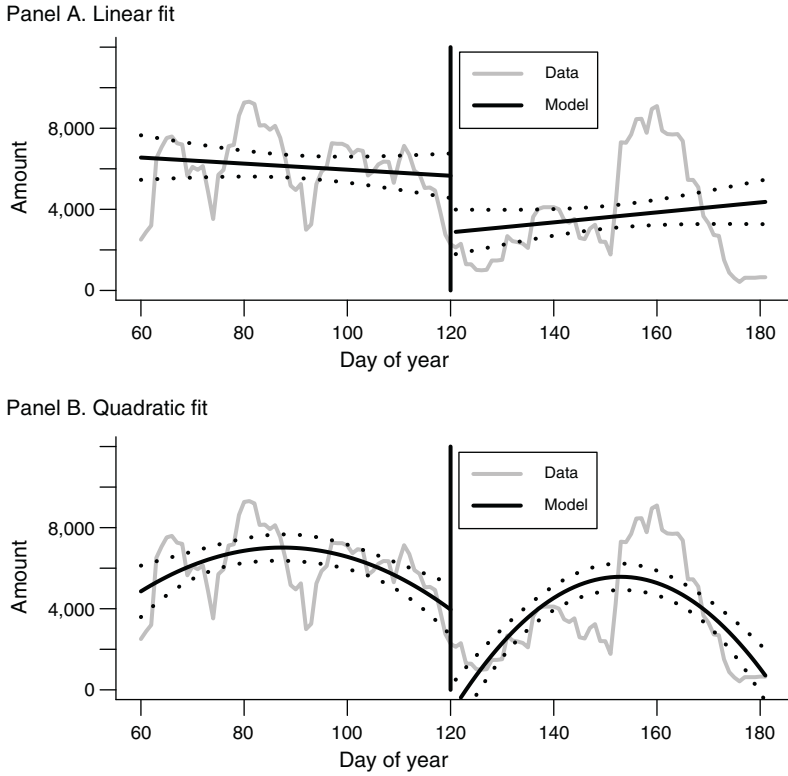 Panel A. Linear fit
Data
Model
8,000
4,000
0
Amount
60 80 100 120 140 160 180
Day of year
Panel B. Quadratic fit
Data
Model
8,000
4,000
0
Amount
60 80 100 120 140 160 180
Day of year